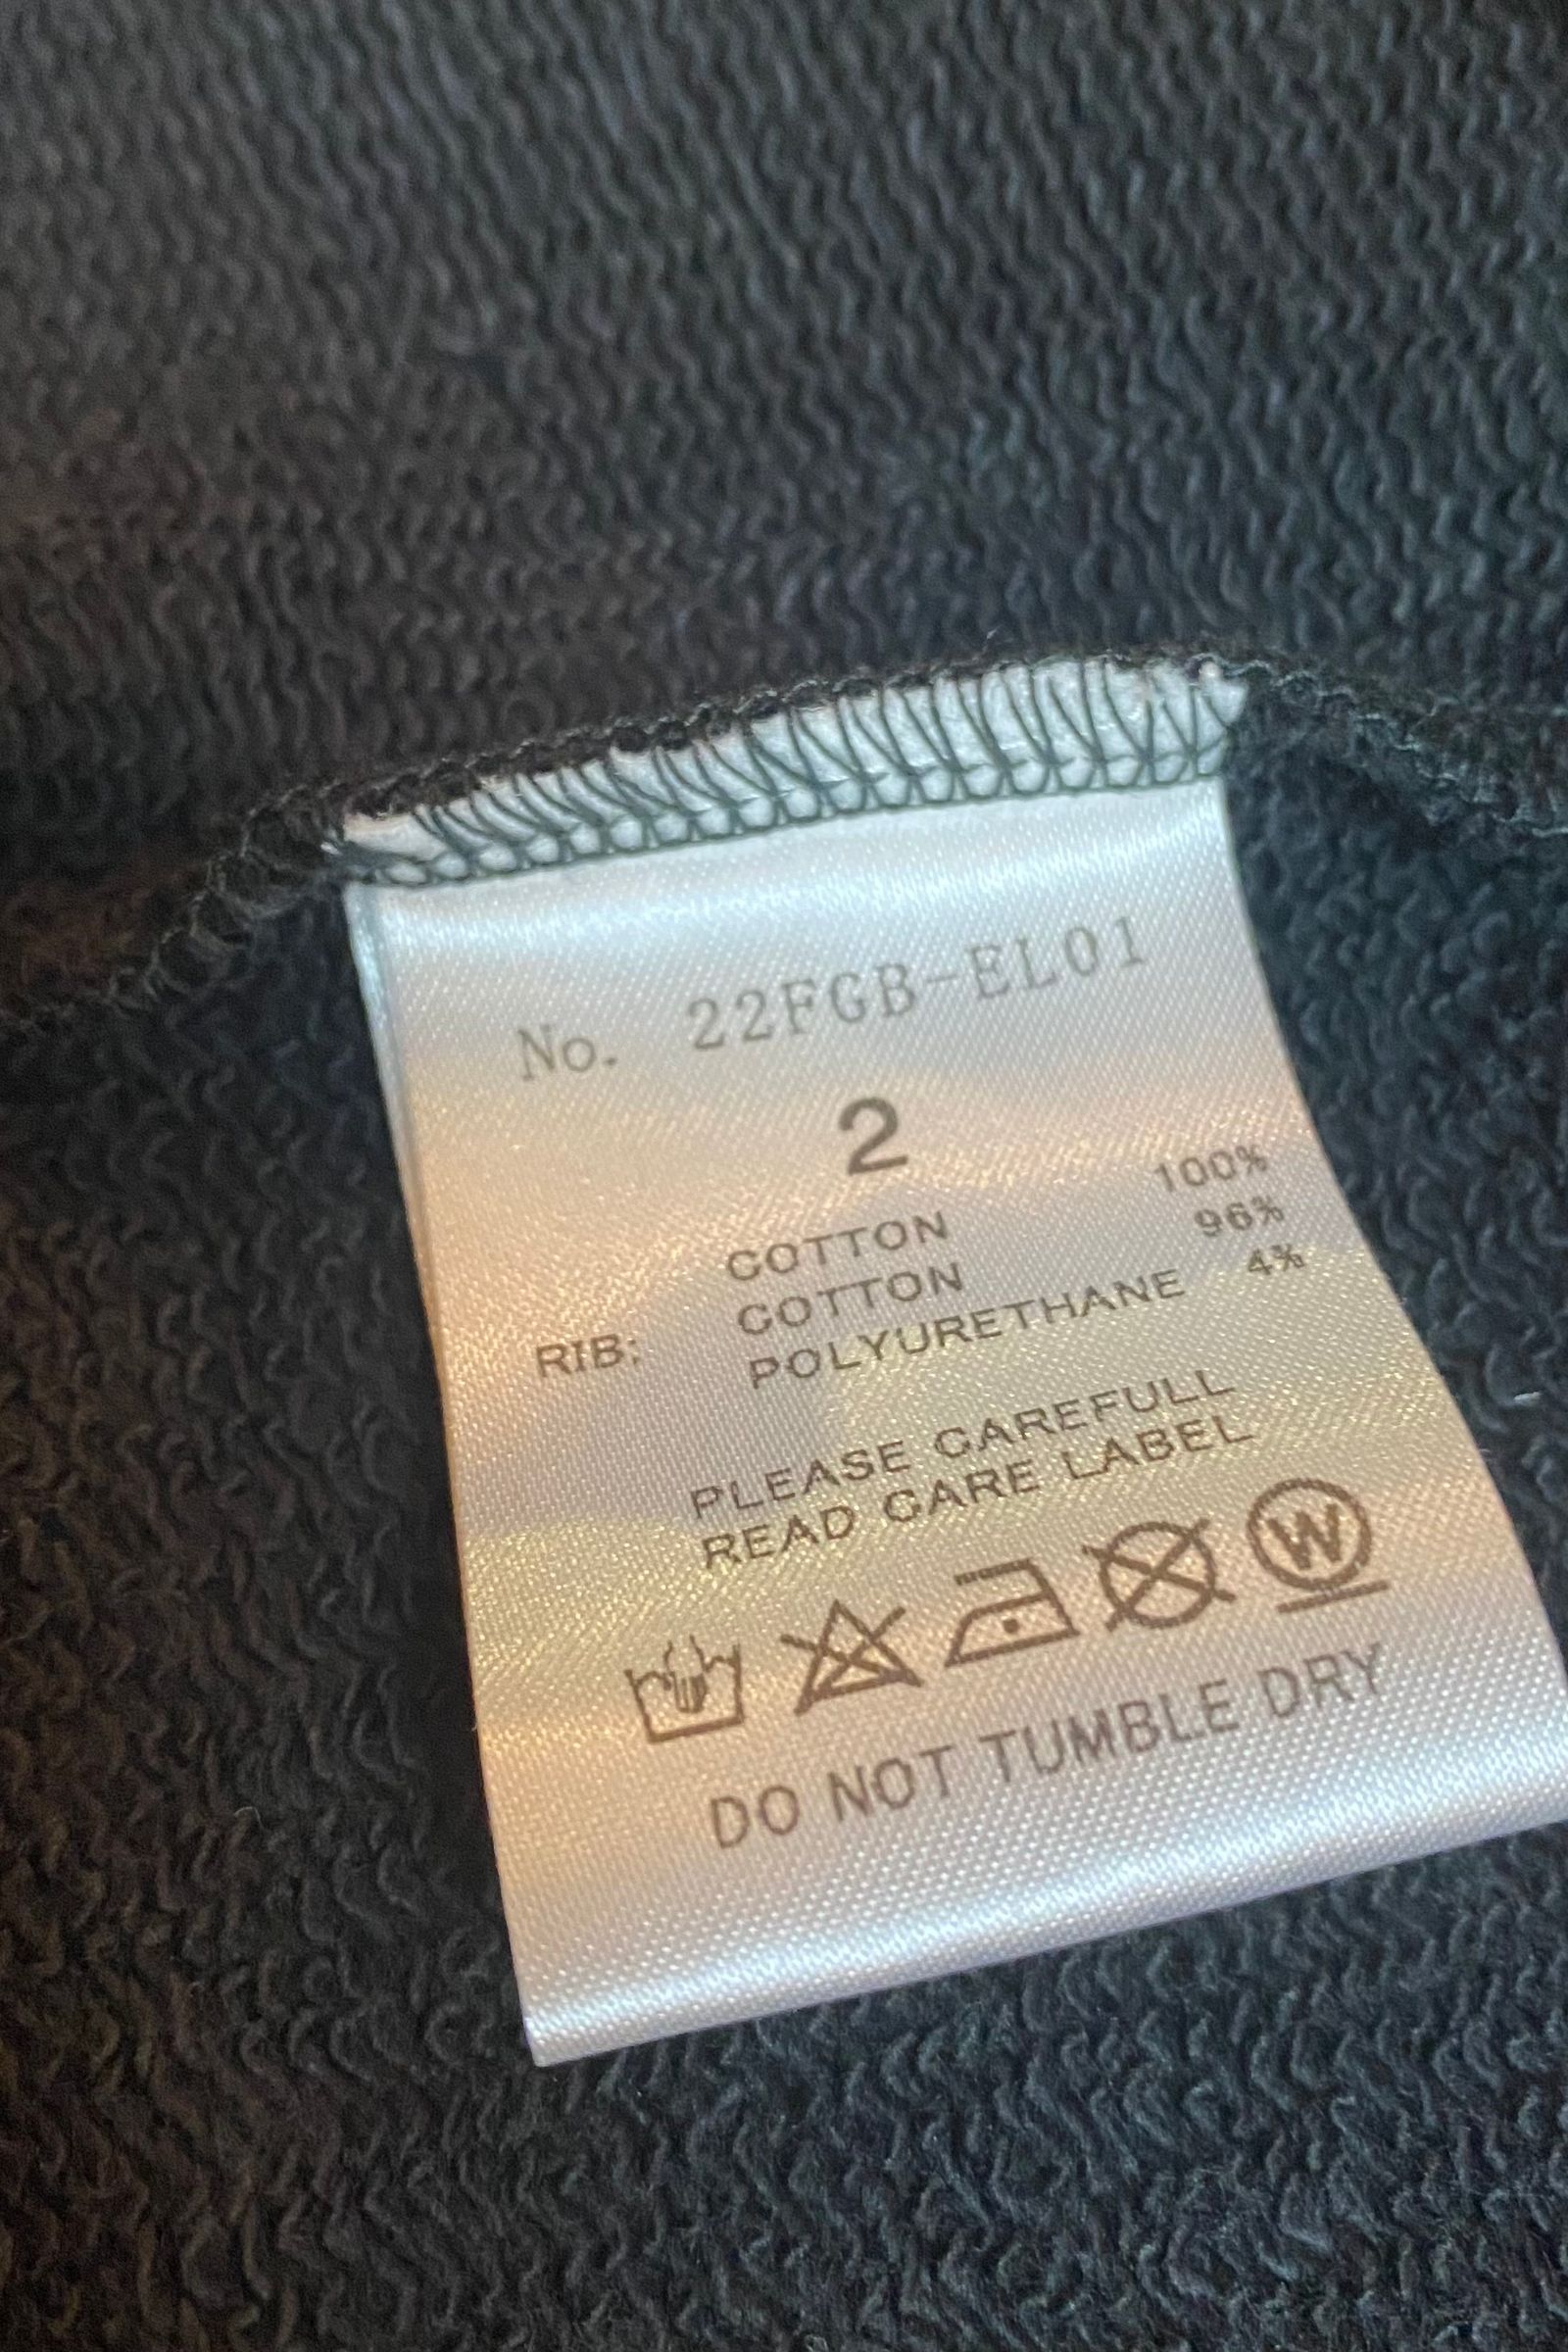 No. 22FGB-EL01
2
COTTON 100%
COTTON 96%
RIB: POLYURETHANE 4%
PLEASE CAREFULL
READ CARE LABEL
W
DO NOT TUMBLE DRY